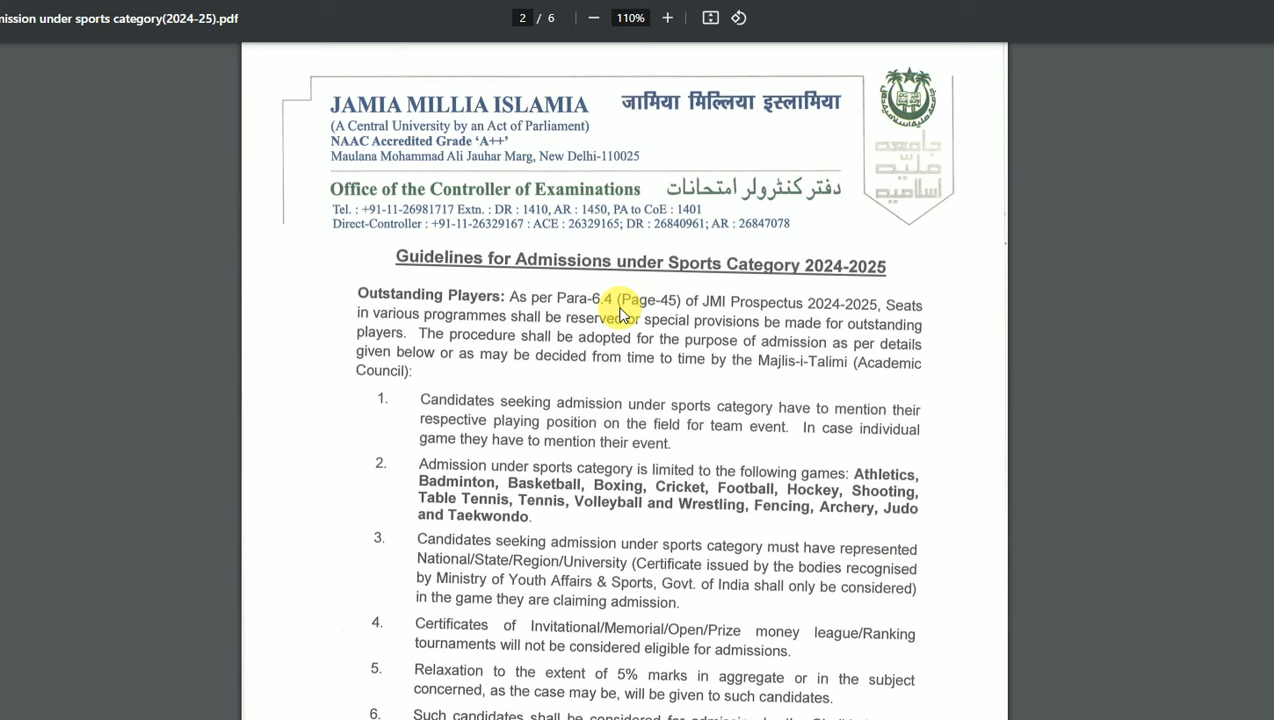 mission under sports category(2024-25).pdf
2 / 6
110%
JAMIA MILLIA ISLAMIA
जामिया मिल्लिया इस्लामिया
(A Central University by an Act of Parliament)
NAAC Accredited Grade ‘A++’
Maulana Mohammad Ali Jauhar Marg, New Delhi-110025
جامعہ
ملیہ
اسلامیہ
Office of the Controller of Examinations
دفتر کنٹرولر امتحانات
Tel. : +91-11-26981717 Extn. : DR : 1410, AR : 1450, PA to CoE : 1401
Direct-Controller : +91-11-26329167 : ACE : 26329165; DR : 26840961; AR : 26847078
Guidelines for Admissions under Sports Category 2024-2025
Outstanding Players: As per Para-6.4 (Page-45) of JMI Prospectus 2024-2025, Seats
in various programmes shall be reserved or special provisions be made for outstanding
players. The procedure shall be adopted for the purpose of admission as per details
given below or as may be decided from time to time by the Majlis-i-Talimi (Academic
Council):
1. Candidates seeking admission under sports category have to mention their
respective playing position on the field for team event. In case individual
game they have to mention their event.
2. Admission under sports category is limited to the following games: Athletics,
Badminton, Basketball, Boxing, Cricket, Football, Hockey, Shooting,
Table Tennis, Tennis, Volleyball and Wrestling, Fencing, Archery, Judo
and Taekwondo.
3. Candidates seeking admission under sports category must have represented
National/State/Region/University (Certificate issued by the bodies recognised
by Ministry of Youth Affairs & Sports, Govt. of India shall only be considered)
in the game they are claiming admission.
4. Certificates of Invitational/Memorial/Open/Prize money league/Ranking
tournaments will not be considered eligible for admissions.
5. Relaxation to the extent of 5% marks in aggregate or in the subject
concerned, as the case may be, will be given to such candidates.
6. Such candidates shall be considered for admission by the